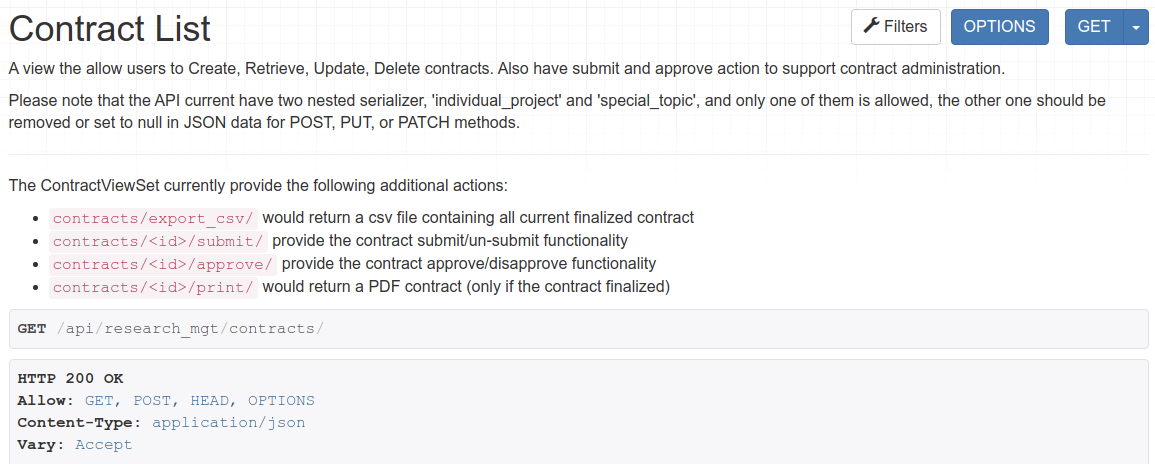 Contract List
Filters
OPTIONS
GET
A view the allow users to Create, Retrieve, Update, Delete contracts. Also have submit and approve action to support contract administration.
Please note that the API current have two nested serializer, 'individual_project' and 'special_topic', and only one of them is allowed, the other one should be
removed or set to null in JSON data for POST, PUT, or PATCH methods.
The ContractViewSet currently provide the following additional actions:
• contracts/export_csv/ would return a csv file containing all current finalized contract
• contracts/<id>/submit/ provide the contract submit/un-submit functionality
• contracts/<id>/approve/ provide the contract approve/disapprove functionality
• contracts/<id>/print/ would return a PDF contract (only if the contract finalized)
GET /api/research_mgt/contracts/
HTTP 200 OK
Allow: GET, POST, HEAD, OPTIONS
Content-Type: application/json
Vary: Accept